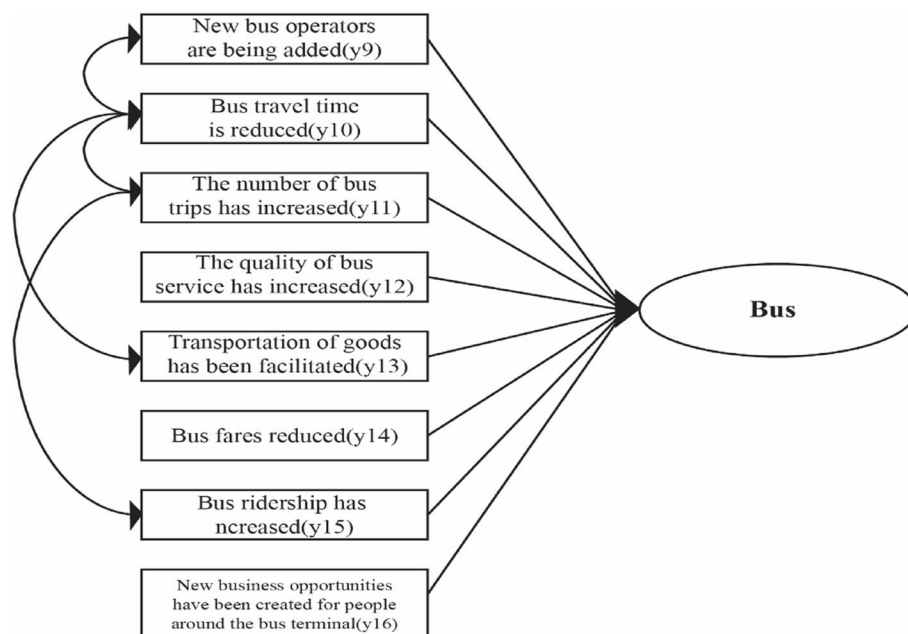 New bus operators
are being added(y9)
Bus travel time
is reduced(y10)
The number of bus
trips has increased(y11)
The quality of bus
service has increased(y12)
Transportation of goods
has been facilitated(y13)
Bus fares reduced(y14)
Bus ridership has
ncreased(y15)
New business opportunities
have been created for people
around the bus terminal(y16)
Bus